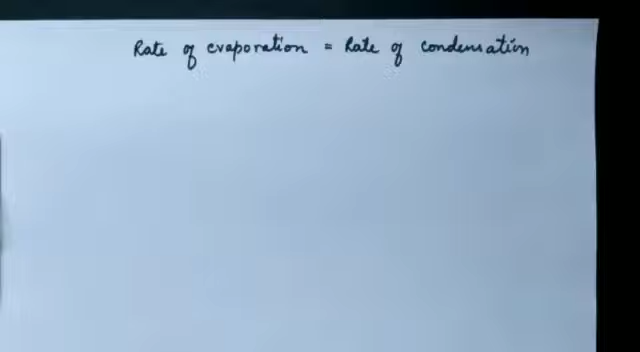 Rate of evaporation = Rate of condensation